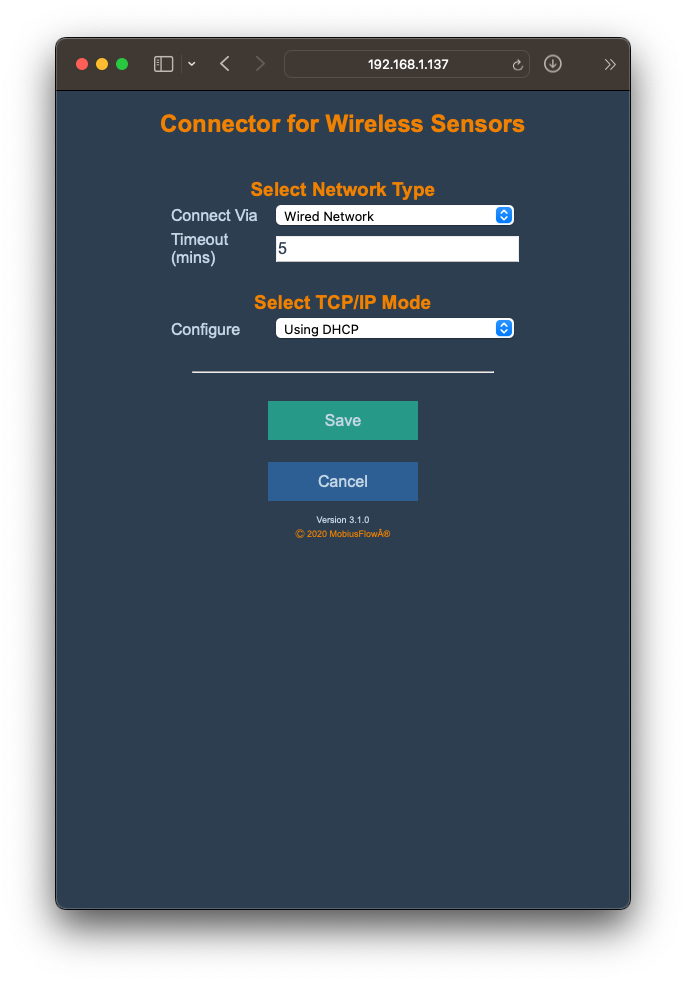 192.168.1.137
Connector for Wireless Sensors
Select Network Type
Connect Via Wired Network
Timeout (mins) 5
Select TCP/IP Mode
Configure Using DHCP
Save
Cancel
Version 3.1.0
© 2020 MobiusFlowÂ®